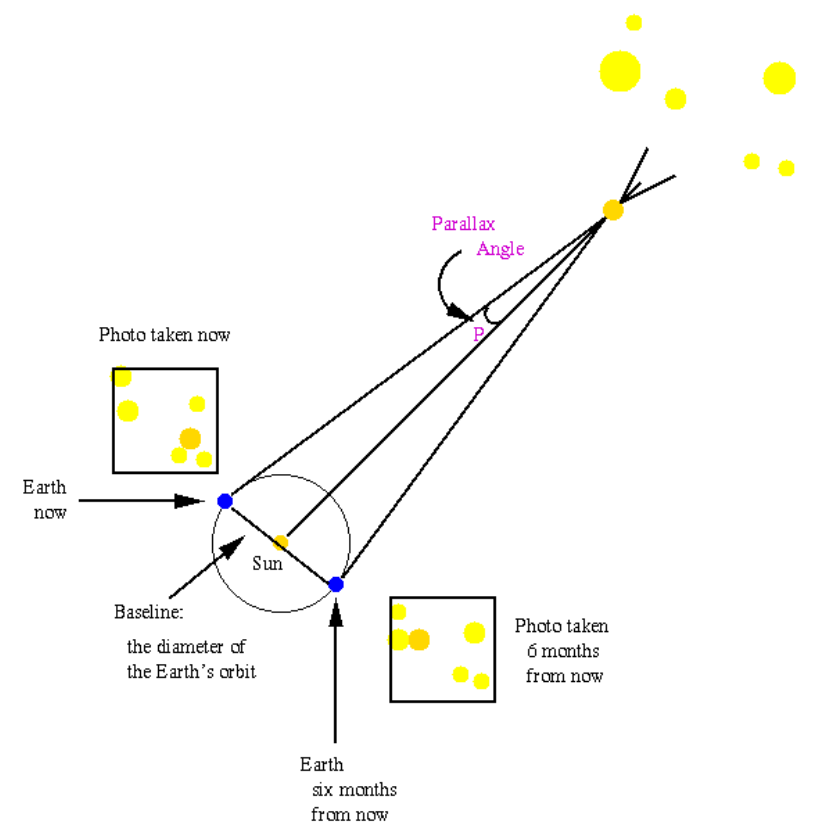 Parallax
Angle
P
Photo taken now
Earth
now
Sun
Baseline:
the diameter of
the Earth's orbit
Photo taken
6 months
from now
Earth
six months
from now